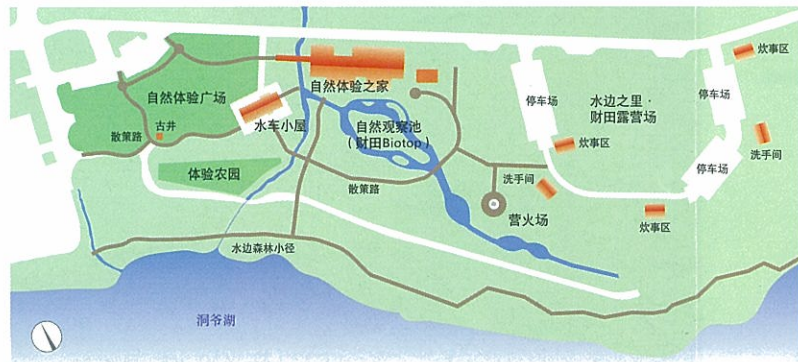 炊事区
自然体验之家
停车场
水边之里·
财田露营场
停车场
自然体验广场
古井
水车小屋
自然观察池
（财田Biotop）
散策路
炊事区
洗手间
停车场
体验农园
散策路
洗手间
营火场
炊事区
水边森林小径
洞爷湖